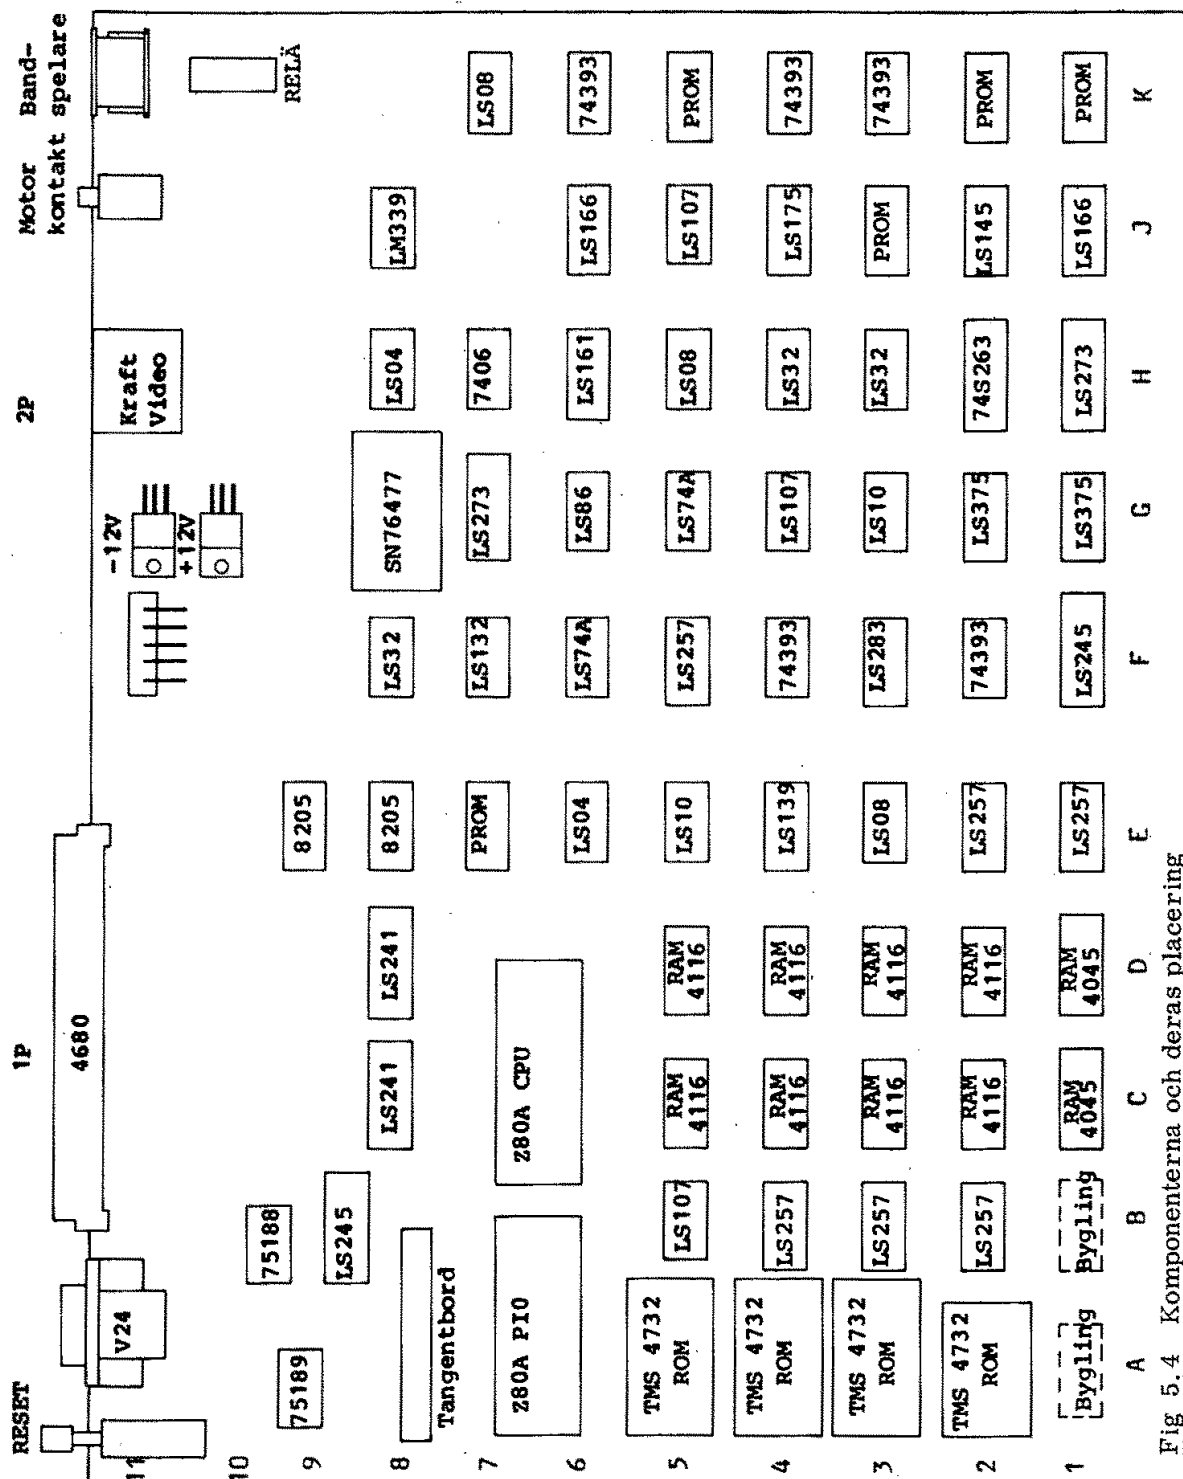 RESET
1P
2P
Motor Band-
kontakt spelare
11
V24
4680
-12V
+12V
Kraft
Video
RELÄ
10
75188
9
75189
LS245
8205
8
Tangentbord
LS241
LS241
8205
LS32
SN76477
LS04
LM339
7
Z80A PIO
Z80A CPU
PROM
LS132
LS273
7406
LS08
6
LS04
LS74A
LS86
LS161
LS166
74393
5
TMS 4732
ROM
LS107
RAM
4116
RAM
4116
LS10
LS257
LS74A
LS08
LS107
PROM
4
TMS 4732
ROM
LS257
RAM
4116
RAM
4116
LS139
74393
LS107
LS32
LS175
74393
3
TMS 4732
ROM
LS257
RAM
4116
RAM
4116
LS08
LS283
LS10
LS32
PROM
74393
2
TMS 4732
ROM
LS257
RAM
4116
RAM
4116
LS257
74393
LS375
74S263
LS145
PROM
1
Bygling
Bygling
RAM
4045
RAM
4045
LS257
LS245
LS375
LS273
LS166
PROM
A B C D E F G H J K
Fig 5.4 Komponenterna och deras placering